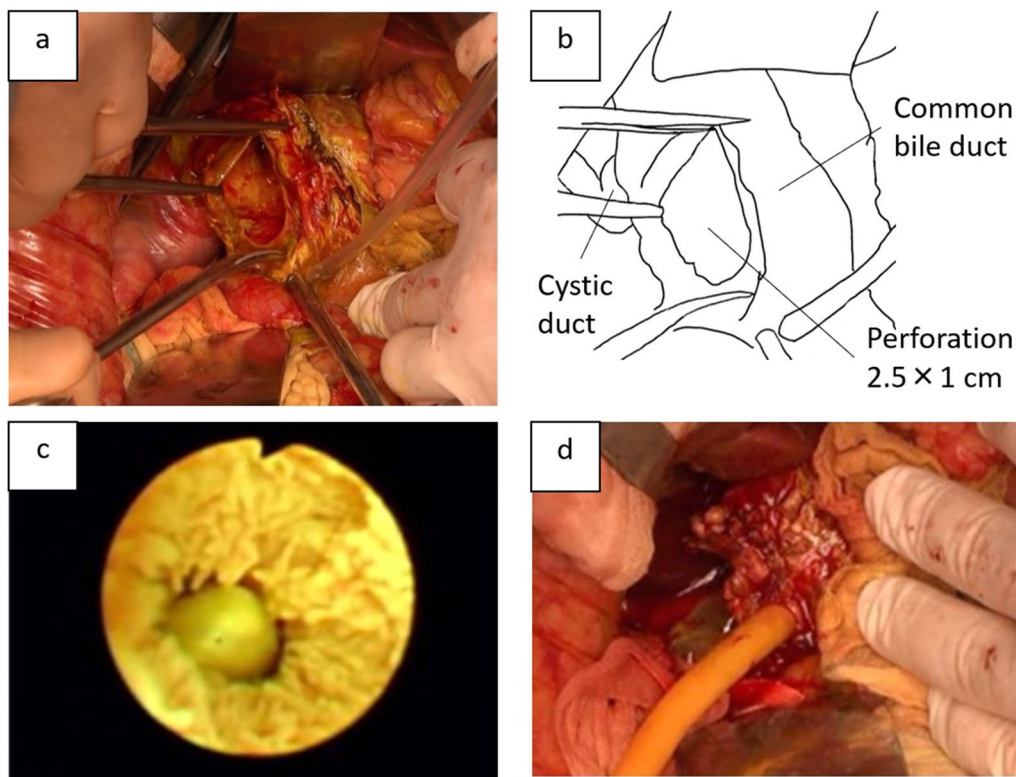 a
b
Common
bile duct
Cystic
duct
Perforation
2.5 × 1 cm
c
d